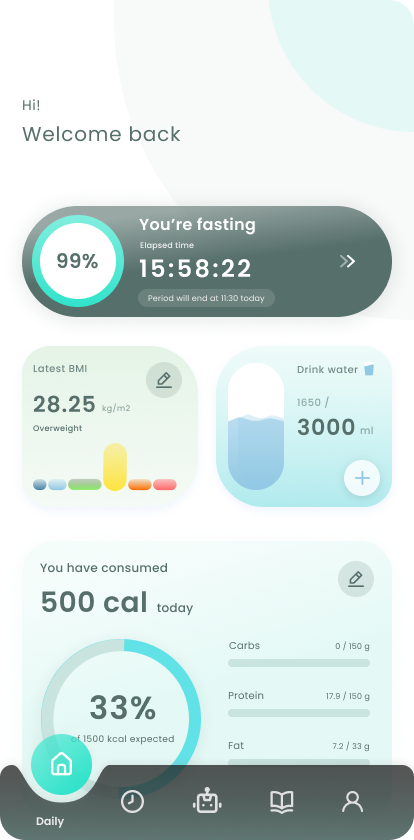 Hi!
Welcome back
99%
You're fasting
Elapsed time
15:58:22
Period will end at 11:30 today
Latest BMI
28.25 kg/m2
Overweight
Drink water
1650 /
3000 ml
You have consumed
500 cal today
33%
of 1500 kcal expected
Carbs 0 / 150 g
Protein 17.9 / 150 g
Fat 7.2 / 33 g
Daily